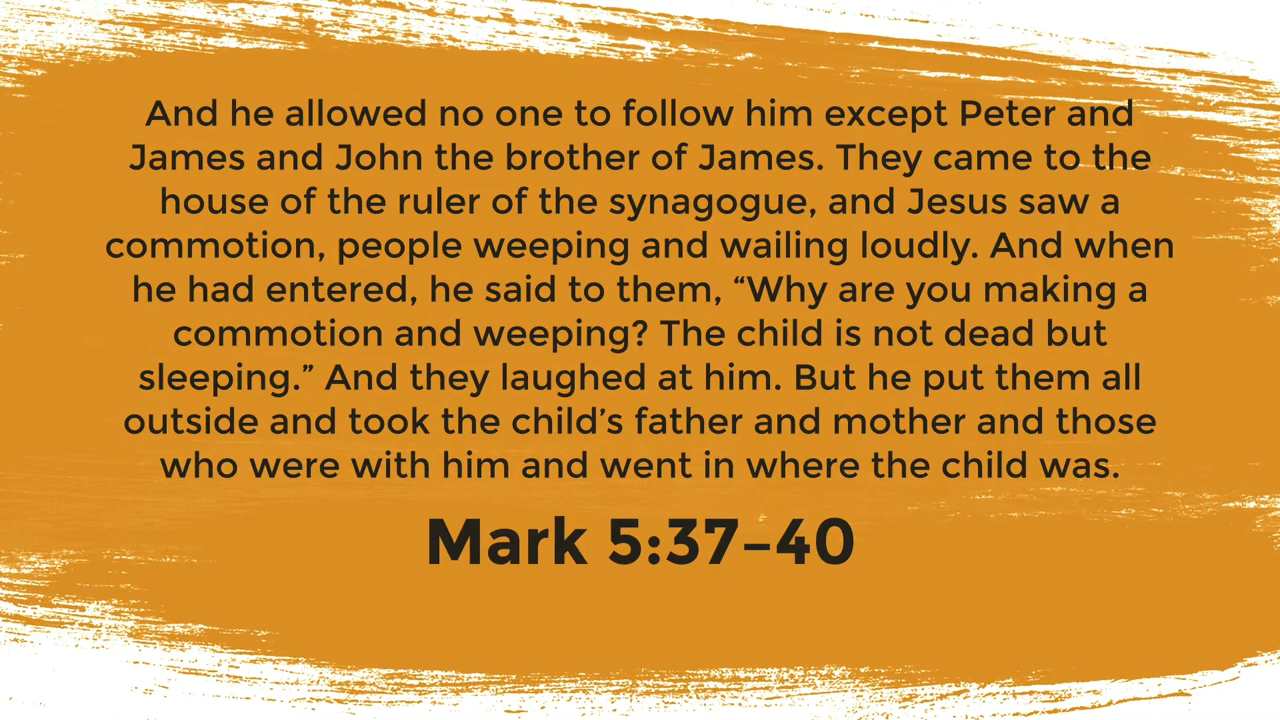 And he allowed no one to follow him except Peter and
James and John the brother of James. They came to the
house of the ruler of the synagogue, and Jesus saw a
commotion, people weeping and wailing loudly. And when
he had entered, he said to them, “Why are you making a
commotion and weeping? The child is not dead but
sleeping.” And they laughed at him. But he put them all
outside and took the child’s father and mother and those
who were with him and went in where the child was.
Mark 5:37–40